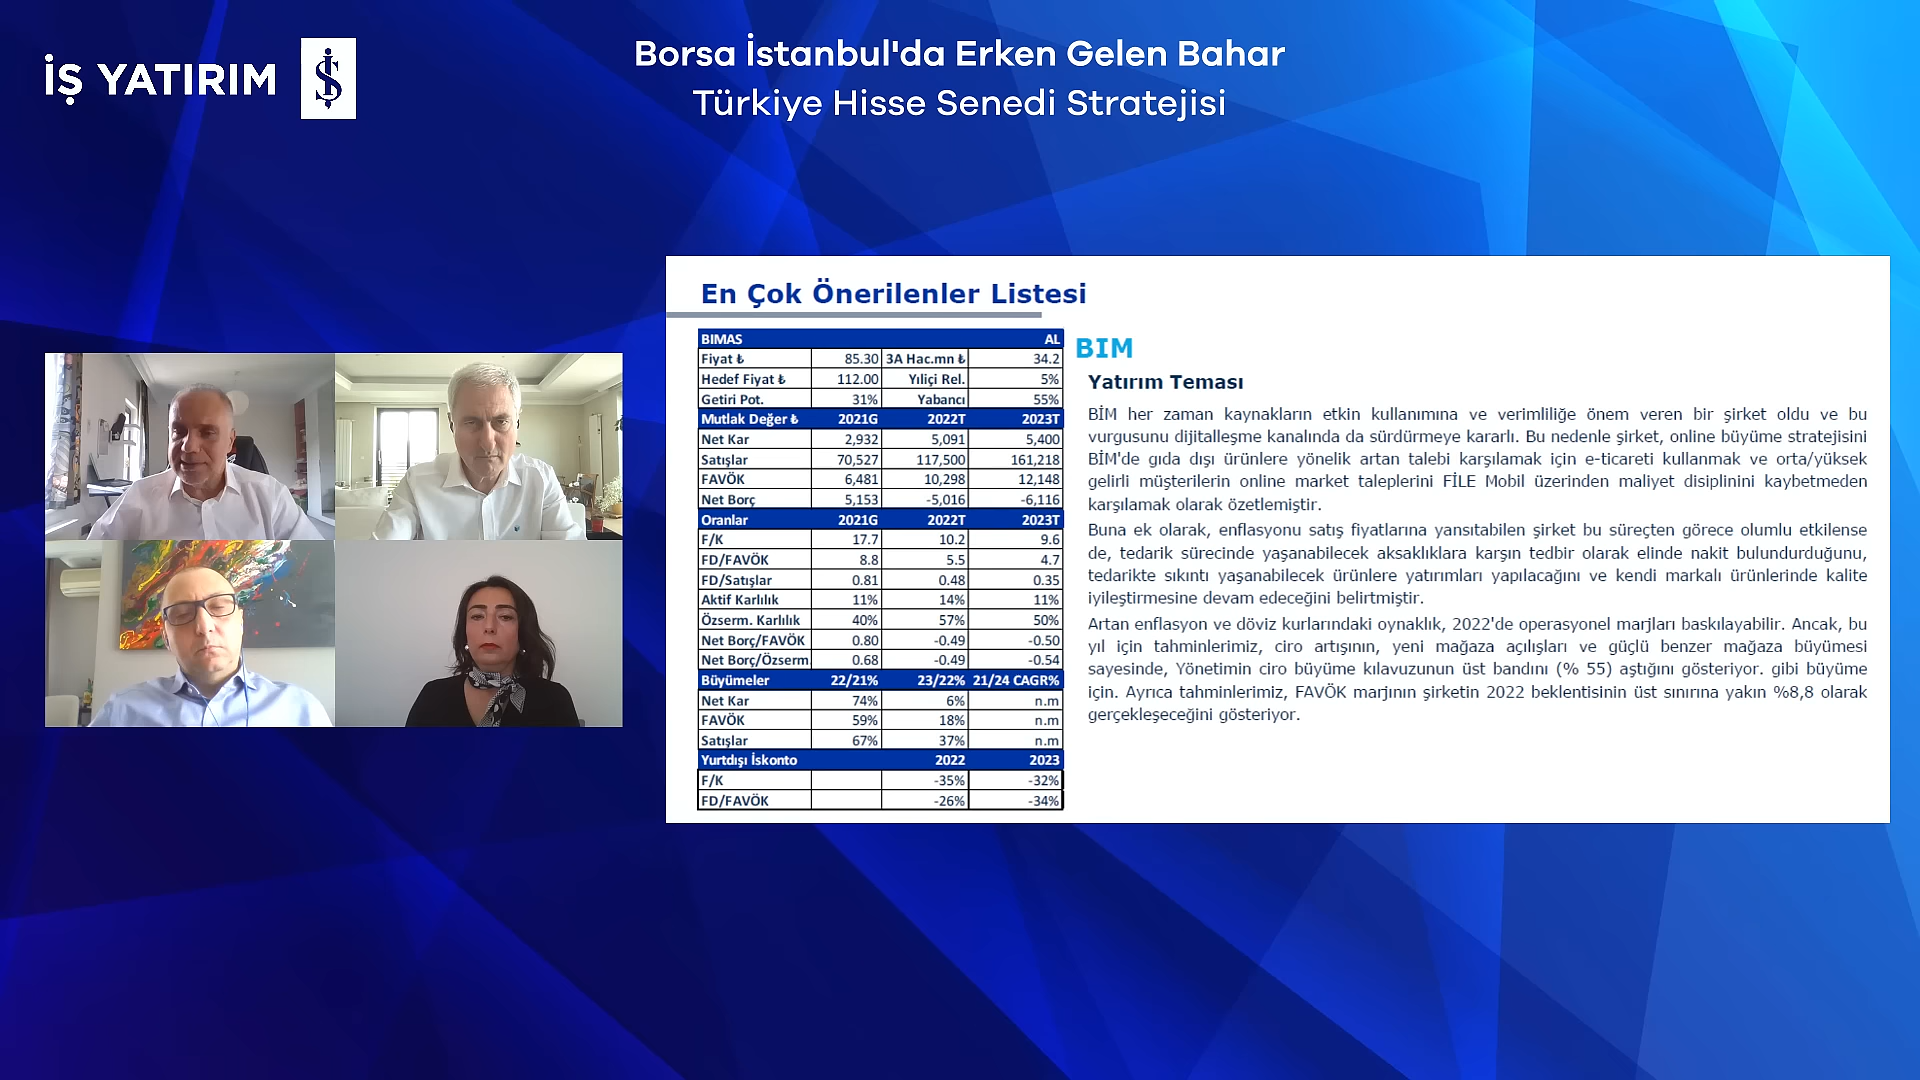 İŞ YATIRIM
Borsa İstanbul'da Erken Gelen Bahar
Türkiye Hisse Senedi Stratejisi
En Çok Önerilenler Listesi
BIMAS AL
Fiyat ₺ 85.30 3A Hac.mn ₺ 34.2
Hedef Fiyat ₺ 112.00 Yıliçi Rel. 5%
Getiri Pot. 31% Yabancı 55%
Mutlak Değer ₺ 2021G 2022T 2023T
Net Kar 2,932 5,091 5,400
Satışlar 70,527 117,500 161,218
FAVÖK 6,481 10,298 12,148
Net Borç 5,153 -5,016 -6,116
Oranlar 2021G 2022T 2023T
F/K 17.7 10.2 9.6
FD/FAVÖK 8.8 5.5 4.7
FD/Satışlar 0.81 0.48 0.35
Aktif Karlılık 11% 14% 11%
Özserm. Karlılık 40% 57% 50%
Net Borç/FAVÖK 0.80 -0.49 -0.50
Net Borç/Özserm. 0.68 -0.49 -0.54
Büyümeler 22/21% 23/22% 21/24 CAGR%
Net Kar 74% 6% n.m
FAVÖK 59% 18% n.m
Satışlar 67% 37% n.m
Yurtdışı İskonto 2022 2023
F/K -35% -32%
FD/FAVÖK -26% -34%
BIM
Yatırım Teması
BİM her zaman kaynakların etkin kullanımına ve verimliliğe önem veren bir şirket oldu ve bu
vurgusunu dijitalleşme kanalında da sürdürmeye kararlı. Bu nedenle şirket, online büyüme stratejisini
BİM'de gıda dışı ürünlere yönelik artan talebi karşılamak için e-ticareti kullanmak ve orta/yüksek
gelirli müşterilerin online market taleplerini FİLE Mobil üzerinden maliyet disiplinini kaybetmeden
karşılamak olarak özetlemiştir.
Buna ek olarak, enflasyonu satış fiyatlarına yansıtabilen şirket bu süreçten görece olumlu etkilense
de, tedarik sürecinde yaşanabilecek aksaklıklara karşın tedbir olarak elinde nakit bulundurduğunu,
tedarikte sıkıntı yaşanabilecek ürünlere yatırımları yapılacağını ve kendi markalı ürünlerinde kalite
iyileştirmesine devam edeceğini belirtmiştir.
Artan enflasyon ve döviz kurlarındaki oynaklık, 2022'de operasyonel marjları baskılayabilir. Ancak, bu
yıl için tahminlerimiz, ciro artışının, yeni mağaza açılışları ve güçlü benzer mağaza büyümesi
sayesinde, Yönetimin ciro büyüme kılavuzunun üst bandını (% 55) aştığını gösteriyor. gibi büyüme
için. Ayrıca tahminlerimiz, FAVÖK marjının şirketin 2022 beklentisinin üst sınırına yakın %8,8 olarak
gerçekleşeceğini gösteriyor.